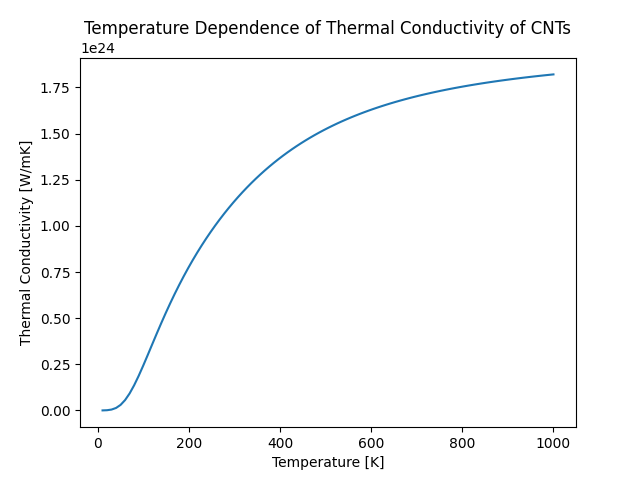 Temperature Dependence of Thermal Conductivity of CNTs
1e24
1.75
1.50
1.25
1.00
0.75
0.50
0.25
0.00
Thermal Conductivity [W/mK]
0 200 400 600 800 1000
Temperature [K]